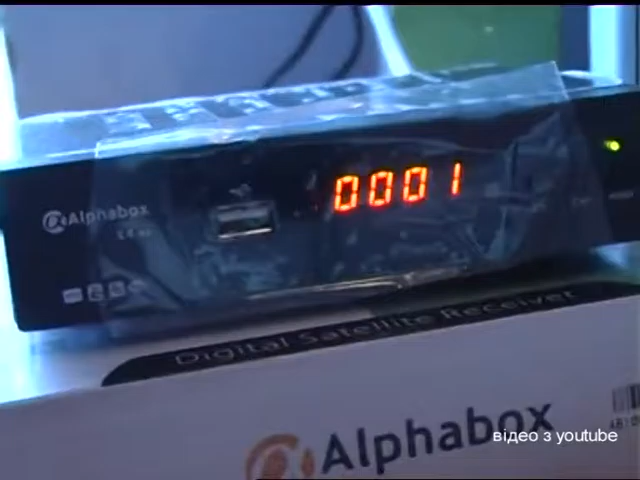 0001
Alphabox
Digital Satellite Receiver
Alphabox
відео з youtube